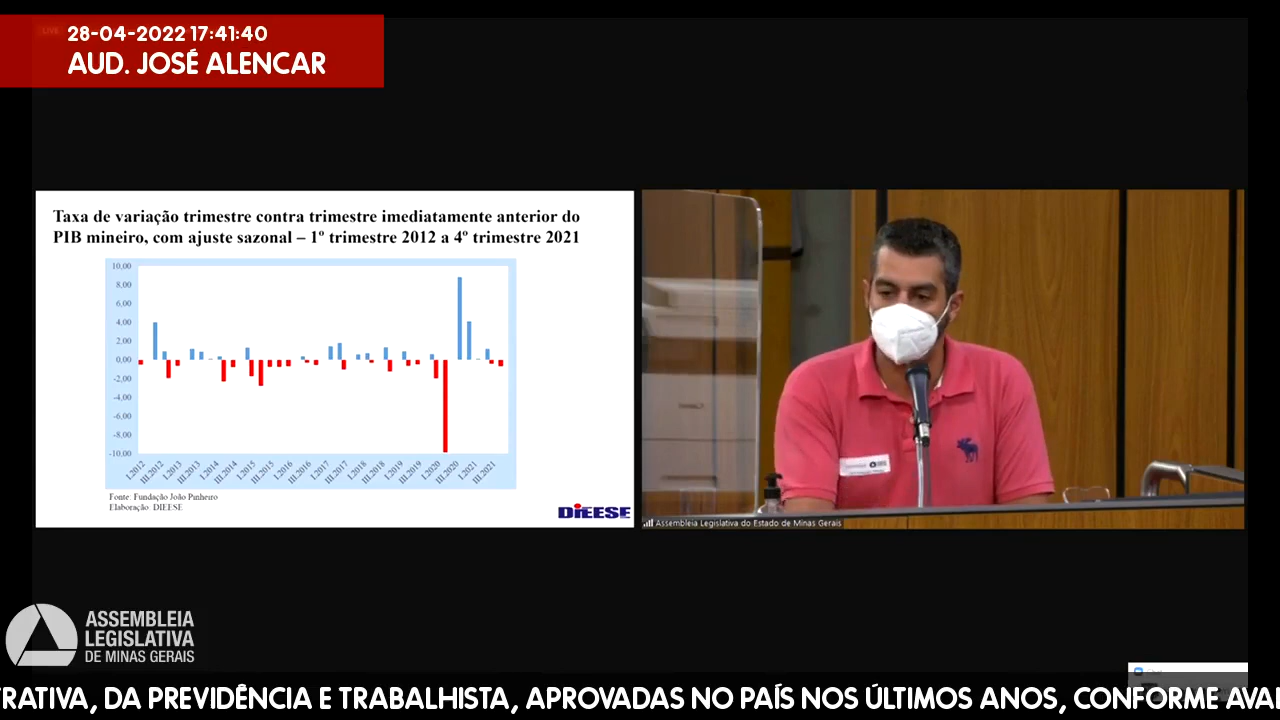 28-04-2022 17:41:40
AUD. JOSÉ ALENCAR
Taxa de variação trimestre contra trimestre imediatamente anterior do
PIB mineiro, com ajuste sazonal – 1º trimestre 2012 a 4º trimestre 2021
10,00
8,00
6,00
4,00
2,00
0,00
-2,00
-4,00
-6,00
-8,00
-10,00
I.2012
III.2012
I.2013
III.2013
I.2014
III.2014
I.2015
III.2015
I.2016
III.2016
I.2017
III.2017
I.2018
III.2018
I.2019
III.2019
I.2020
III.2020
I.2021
III.2021
Fonte: Fundação João Pinheiro
Elaboração: DIEESE
DIEESE
Assembleia Legislativa do Estado de Minas Gerais
ASSEMBLEIA
LEGISLATIVA
DE MINAS GERAIS
TRATIVA, DA PREVIDÊNCIA E TRABALHISTA, APROVADAS NO PAÍS NOS ÚLTIMOS ANOS, CONFORME AVAL